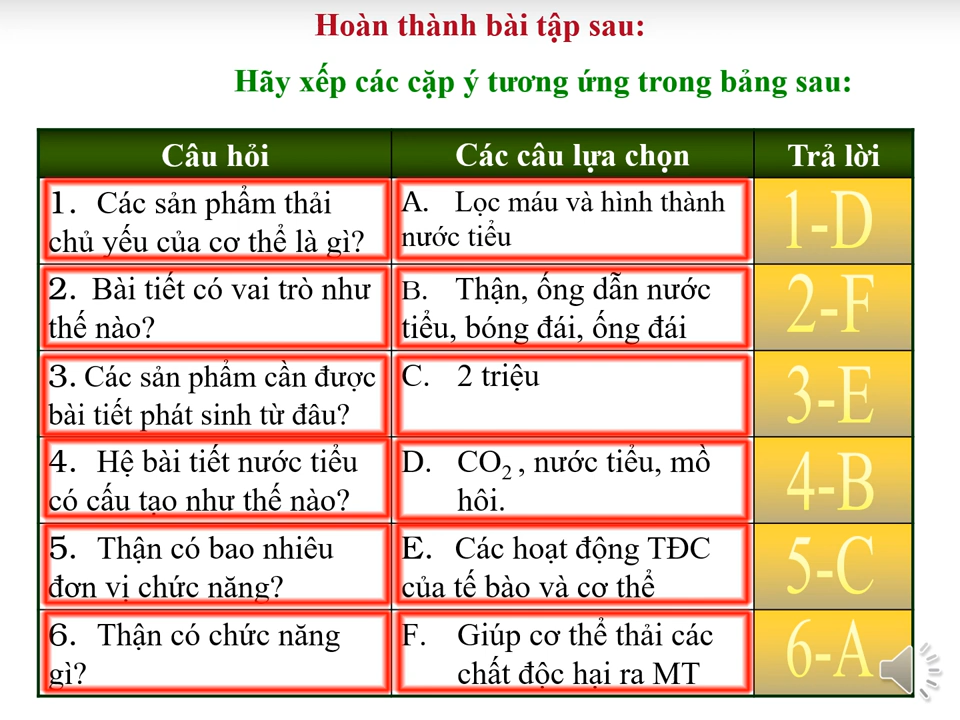 Hoàn thành bài tập sau:
Hãy xếp các cặp ý tương ứng trong bảng sau:
Câu hỏi
Các câu lựa chọn
Trả lời
1. Các sản phẩm thải
chủ yếu của cơ thể là gì?
A. Lọc máu và hình thành
nước tiểu
1-D
2. Bài tiết có vai trò như
thế nào?
B. Thận, ống dẫn nước
tiểu, bóng đái, ống đái
2-F
3. Các sản phẩm cần được
bài tiết phát sinh từ đâu?
C. 2 triệu
3-E
4. Hệ bài tiết nước tiểu
có cấu tạo như thế nào?
D. CO₂ , nước tiểu, mồ
hôi.
4-B
5. Thận có bao nhiêu
đơn vị chức năng?
E. Các hoạt động TĐC
của tế bào và cơ thể
5-C
6. Thận có chức năng
gì?
F. Giúp cơ thể thải các
chất độc hại ra MT
6-A